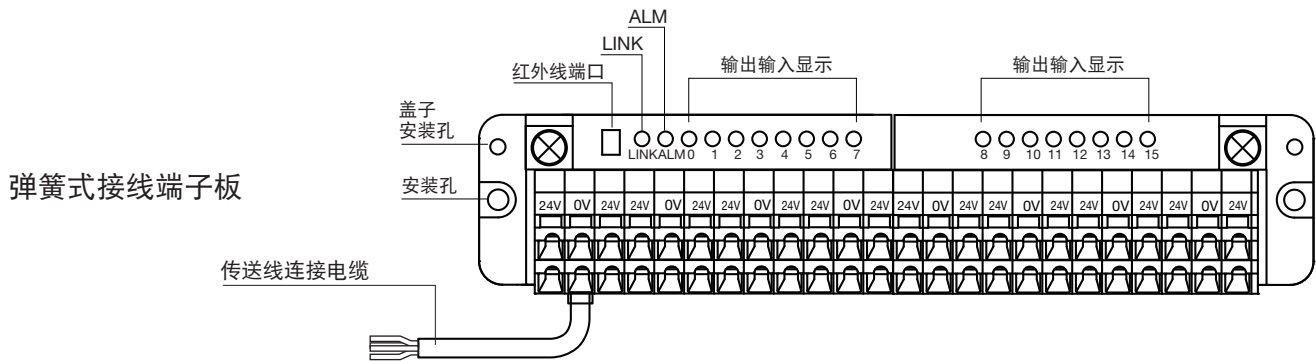 ALM
LINK
红外线端口
输出输入显示
输出输入显示
盖子
安装孔
LINK ALM 0 1 2 3 4 5 6 7
8 9 10 11 12 13 14 15
弹簧式接线端子板
安装孔
24V 0V 24V 24V 0V 24V 24V 24V 24V 24V 0V 24V 24V 0V 24V 24V 0V 24V 24V 0V 24V 24V 0V 24V
传送线连接电缆